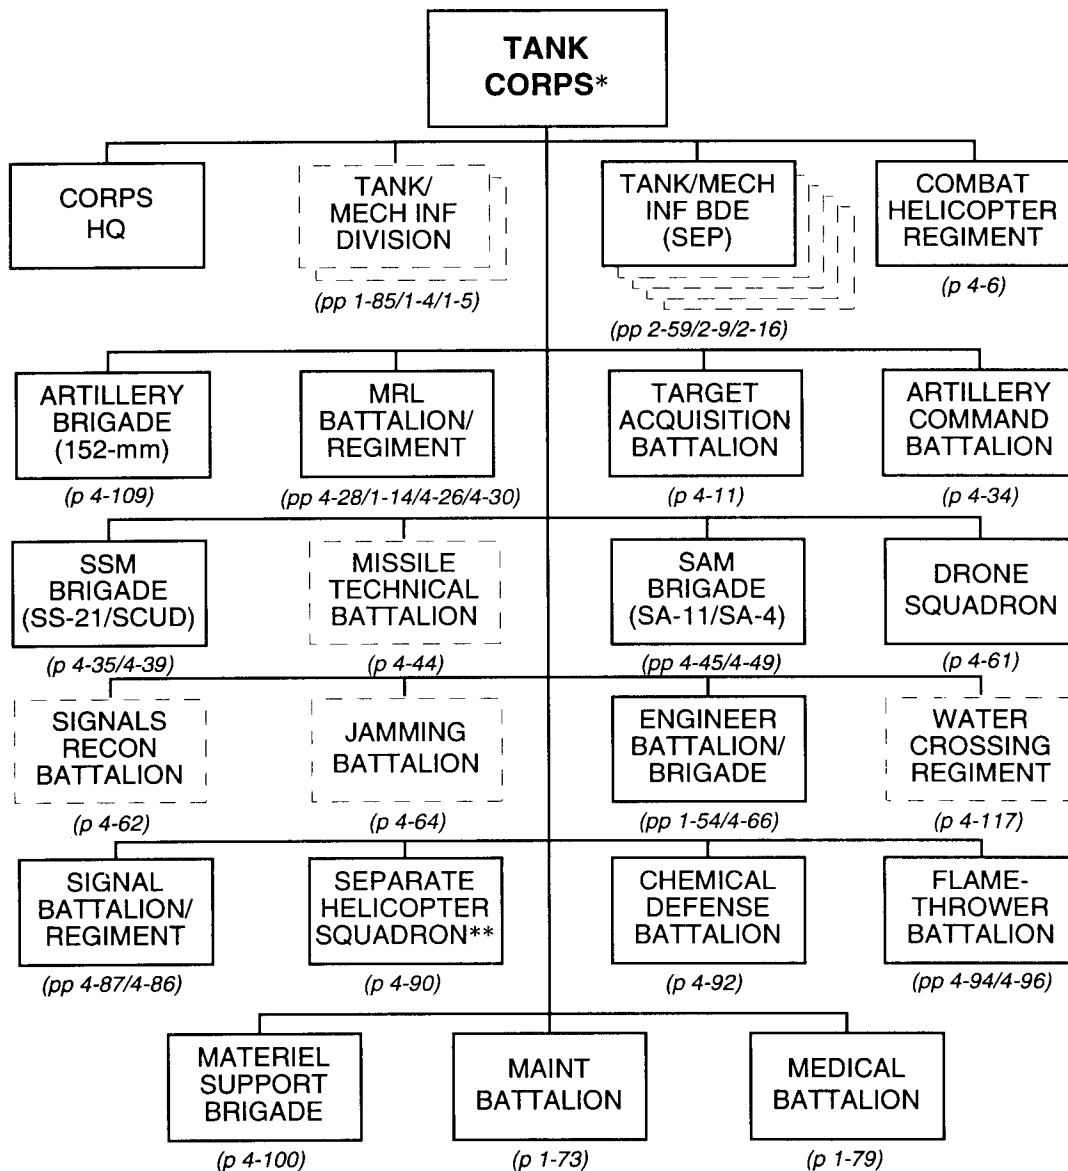 TANK
CORPS*
CORPS
HQ
TANK/
MECH INF
DIVISION
(pp 1-85/1-4/1-5)
TANK/MECH
INF BDE
(SEP)
(pp 2-59/2-9/2-16)
COMBAT
HELICOPTER
REGIMENT
(p 4-6)
ARTILLERY
BRIGADE
(152-mm)
(p 4-109)
MRL
BATTALION/
REGIMENT
(pp 4-28/1-14/4-26/4-30)
TARGET
ACQUISITION
BATTALION
(p 4-11)
ARTILLERY
COMMAND
BATTALION
(p 4-34)
SSM
BRIGADE
(SS-21/SCUD)
(p 4-35/4-39)
MISSILE
TECHNICAL
BATTALION
(p 4-44)
SAM
BRIGADE
(SA-11/SA-4)
(pp 4-45/4-49)
DRONE
SQUADRON
(p 4-61)
SIGNALS
RECON
BATTALION
(p 4-62)
JAMMING
BATTALION
(p 4-64)
ENGINEER
BATTALION/
BRIGADE
(pp 1-54/4-66)
WATER
CROSSING
REGIMENT
(p 4-117)
SIGNAL
BATTALION/
REGIMENT
(pp 4-87/4-86)
SEPARATE
HELICOPTER
SQUADRON**
(p 4-90)
CHEMICAL
DEFENSE
BATTALION
(p 4-92)
FLAME-
THROWER
BATTALION
(pp 4-94/4-96)
MATERIEL
SUPPORT
BRIGADE
(p 4-100)
MAINT
BATTALION
(p 1-73)
MEDICAL
BATTALION
(p 1-79)